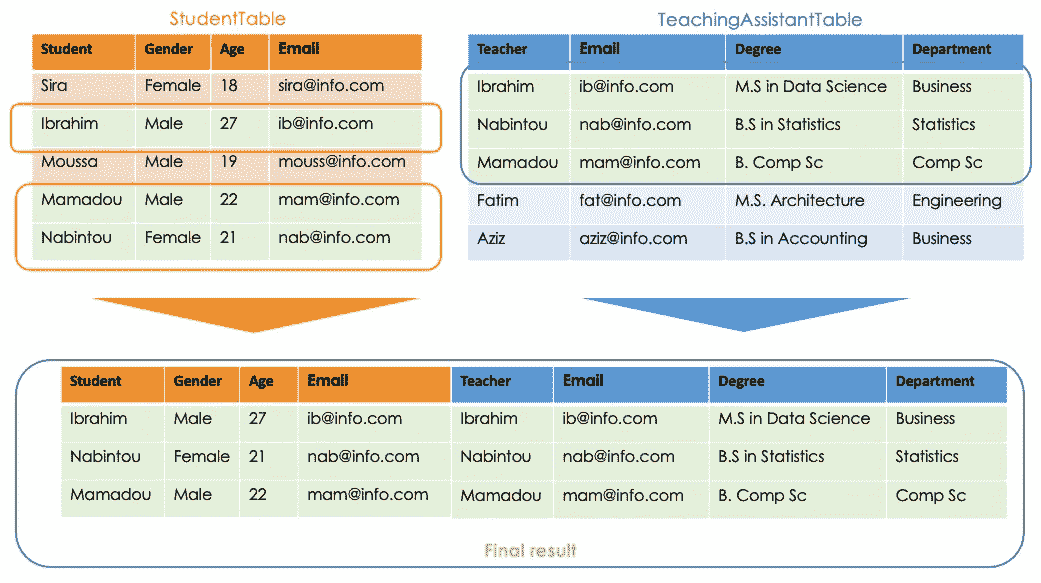 StudentTable
Student Gender Age Email
Sira Female 18 sira@info.com
Ibrahim Male 27 ib@info.com
Moussa Male 19 mouss@info.com
Mamadou Male 22 mam@info.com
Nabintou Female 21 nab@info.com
TeachingAssistantTable
Teacher Email Degree Department
Ibrahim ib@info.com M.S in Data Science Business
Nabintou nab@info.com B.S in Statistics Statistics
Mamadou mam@info.com B. Comp Sc Comp Sc
Fatim fat@info.com M.S. Architecture Engineering
Aziz aziz@info.com B.S in Accounting Business
Student Gender Age Email Teacher Email Degree Department
Ibrahim Male 27 ib@info.com Ibrahim ib@info.com M.S in Data Science Business
Nabintou Female 21 nab@info.com Nabintou nab@info.com B.S in Statistics Statistics
Mamadou Male 22 mam@info.com Mamadou mam@info.com B. Comp Sc Comp Sc
Final result